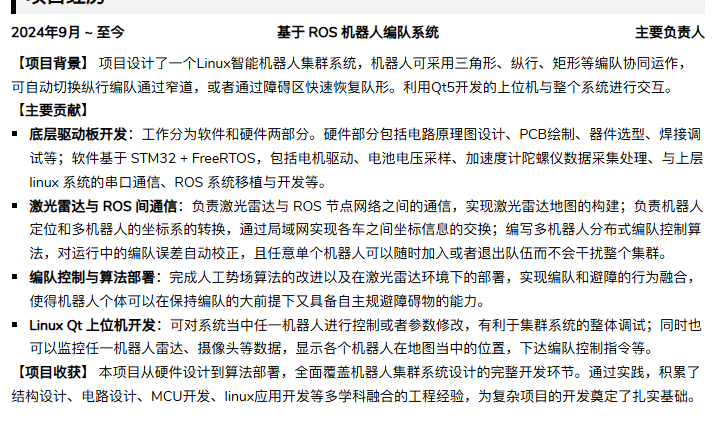 项目经历
2024年9月 ~ 至今 基于 ROS 机器人编队系统 主要负责人
【项目背景】 项目设计了一个Linux智能机器人集群系统，机器人可采用三角形、纵行、矩形等编队协同运作，
可自动切换纵行编队通过窄道，或者通过障碍区快速恢复队形。利用Qt5开发的上位机与整个系统进行交互。
【主要贡献】
▪ 底层驱动板开发：工作分为软件和硬件两部分。硬件部分包括电路原理图设计、PCB绘制、器件选型、焊接调
试等；软件基于 STM32 + FreeRTOS，包括电机驱动、电池电压采样、加速度计陀螺仪数据采集处理、与上层
linux 系统的串口通信、ROS 系统移植与开发等。
▪ 激光雷达与 ROS 间通信：负责激光雷达与 ROS 节点网络之间的通信，实现激光雷达地图的构建；负责机器人
定位和多机器人的坐标系的转换，通过局域网实现各车之间坐标信息的交换；编写多机器人分布式编队控制算
法，对运行中的编队误差自动校正，且任意单个机器人可以随时加入或者退出队伍而不会干扰整个集群。
▪ 编队控制与算法部署：完成人工势场算法的改进以及在激光雷达环境下的部署，实现编队和避障的行为融合，
使得机器人个体可以在保持编队的大前提下又具备自主规避障碍物的能力。
▪ Linux Qt 上位机开发：可对系统当中任一机器人进行控制或者参数修改，有利于集群系统的整体调试；同时也
可以监控任一机器人雷达、摄像头等数据，显示各个机器人在地图当中的位置，下达编队控制指令等。
【项目收获】 本项目从硬件设计到算法部署，全面覆盖机器人集群系统设计的完整开发环节。通过实践，积累了
结构设计、电路设计、MCU开发、linux应用开发等多学科融合的工程经验，为复杂项目的开发奠定了扎实基础。